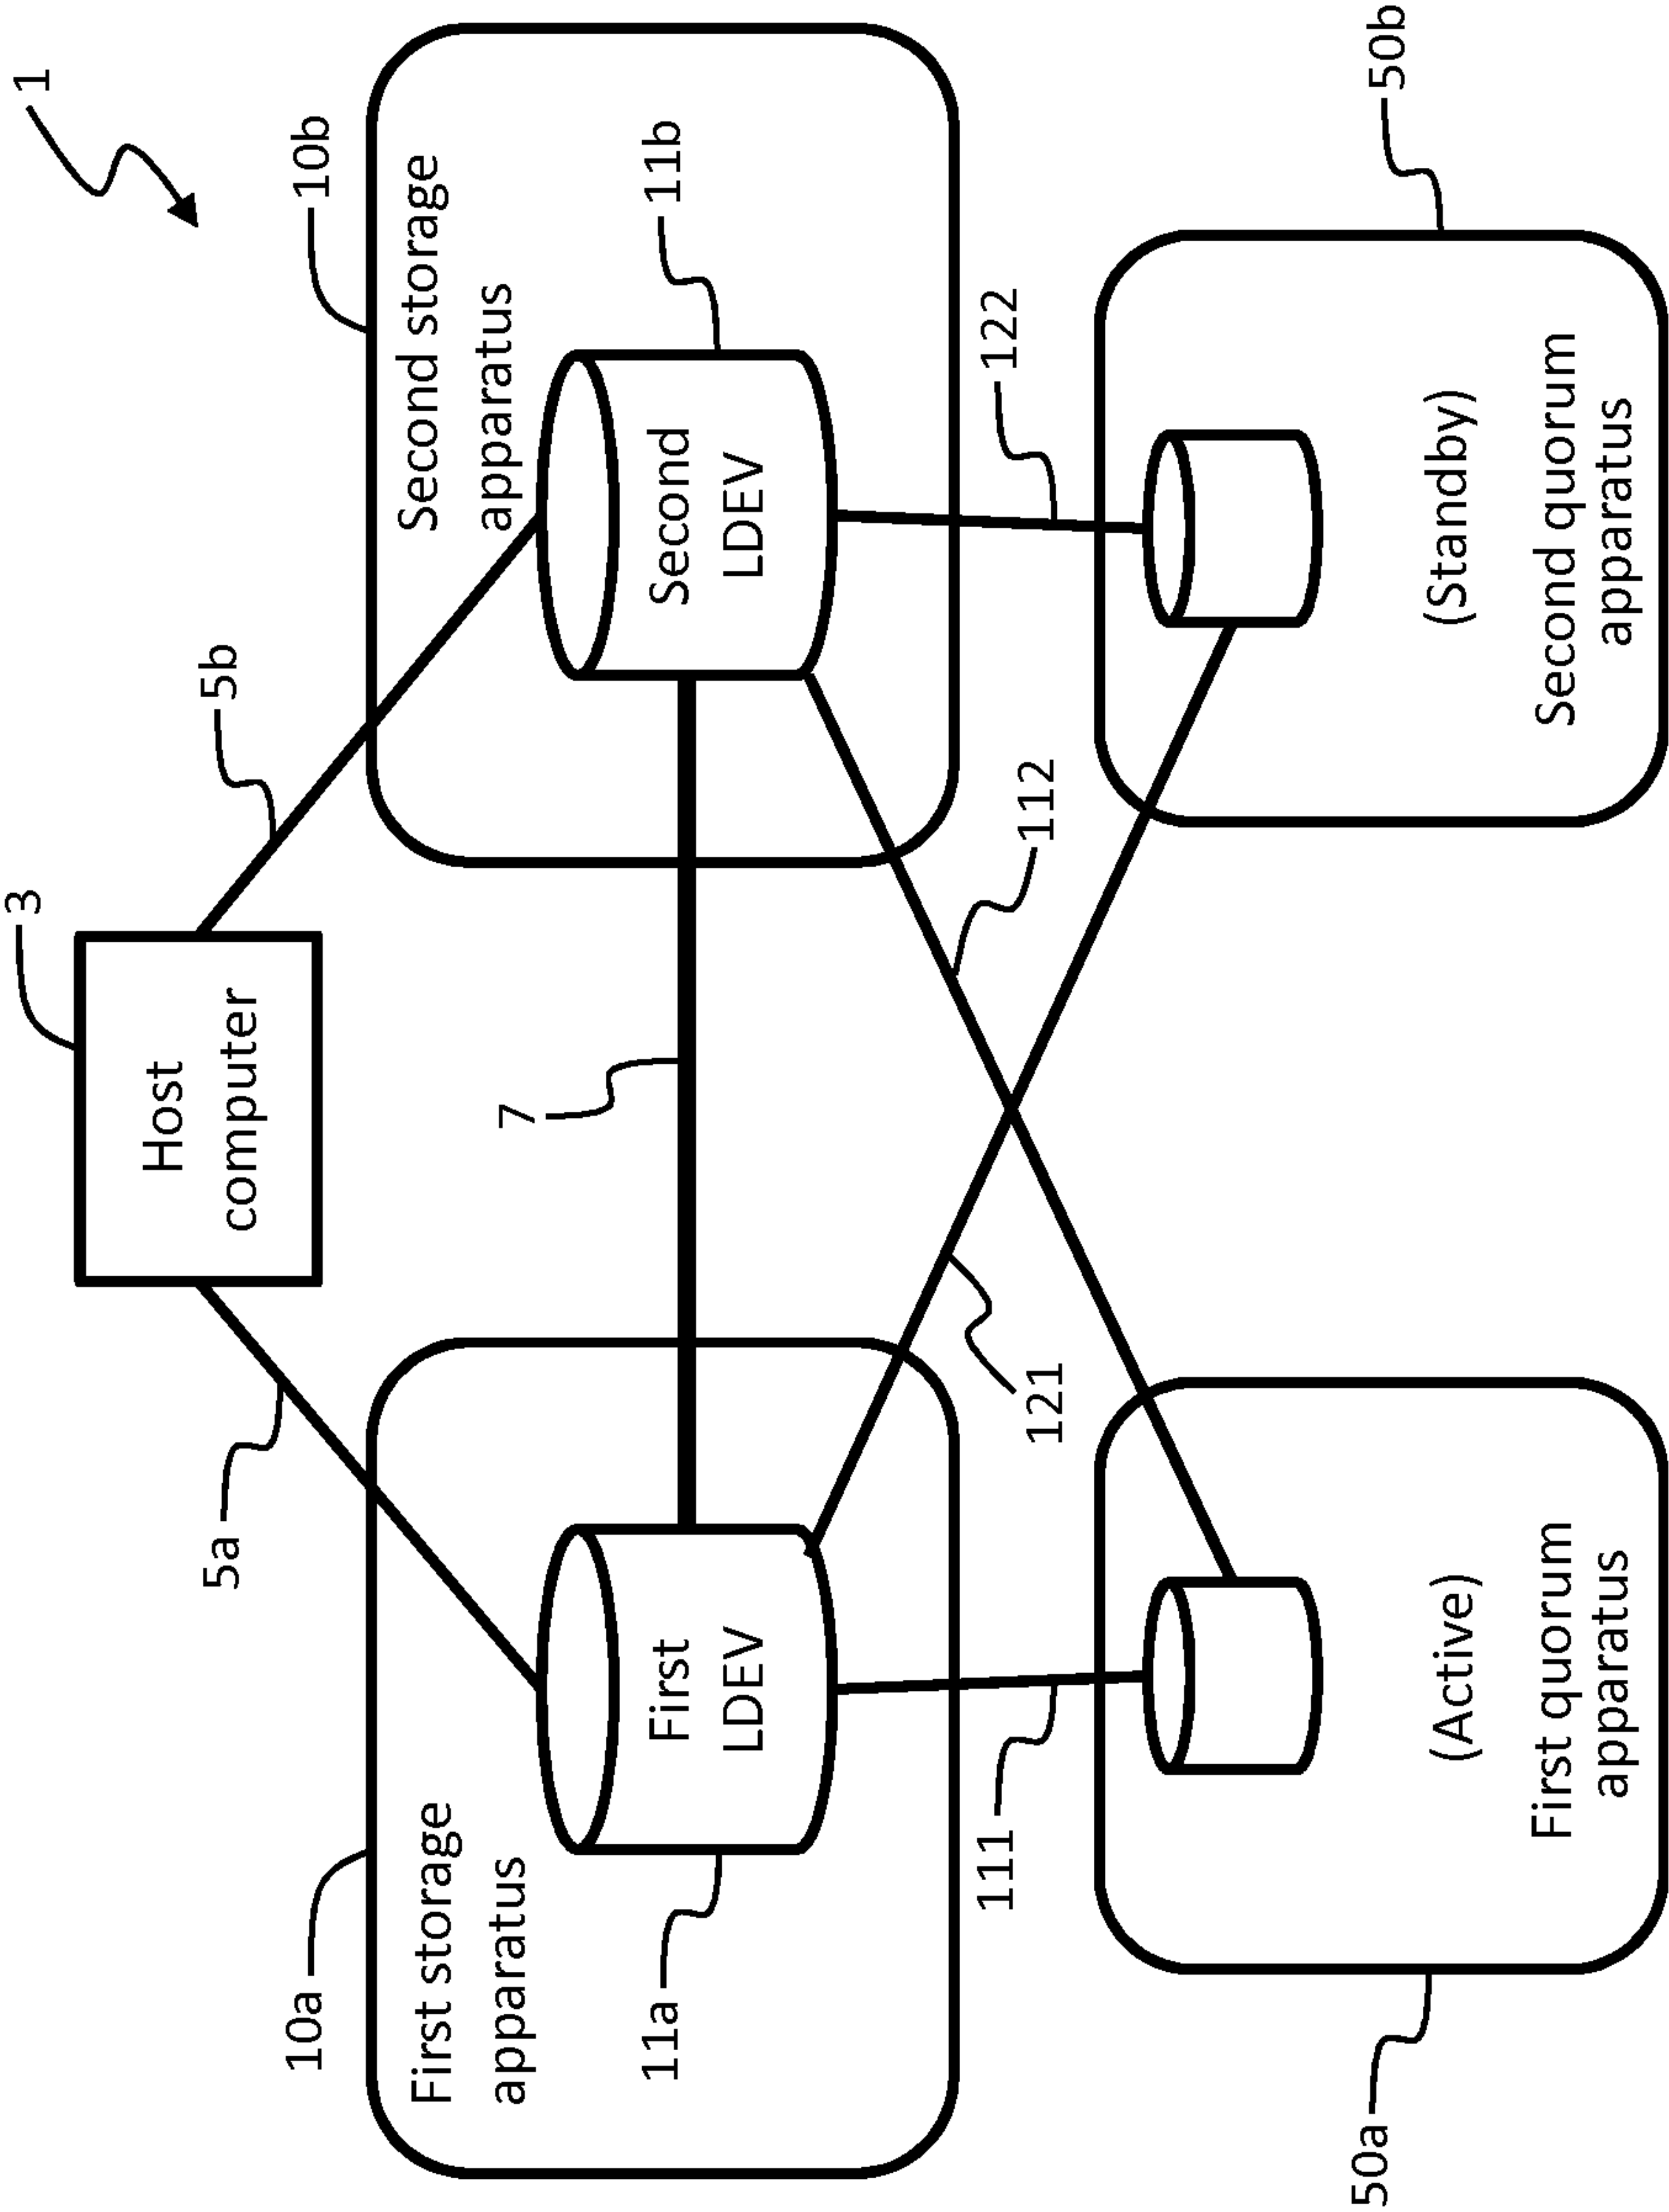 1
3
Host
computer
5a
5b
10a
10b
First storage
apparatus
Second storage
apparatus
7
11a
First
LDEV
Second
LDEV
11b
111
121
112
122
50a
(Active)
First quorum
apparatus
(Standby)
Second quorum
apparatus
50b